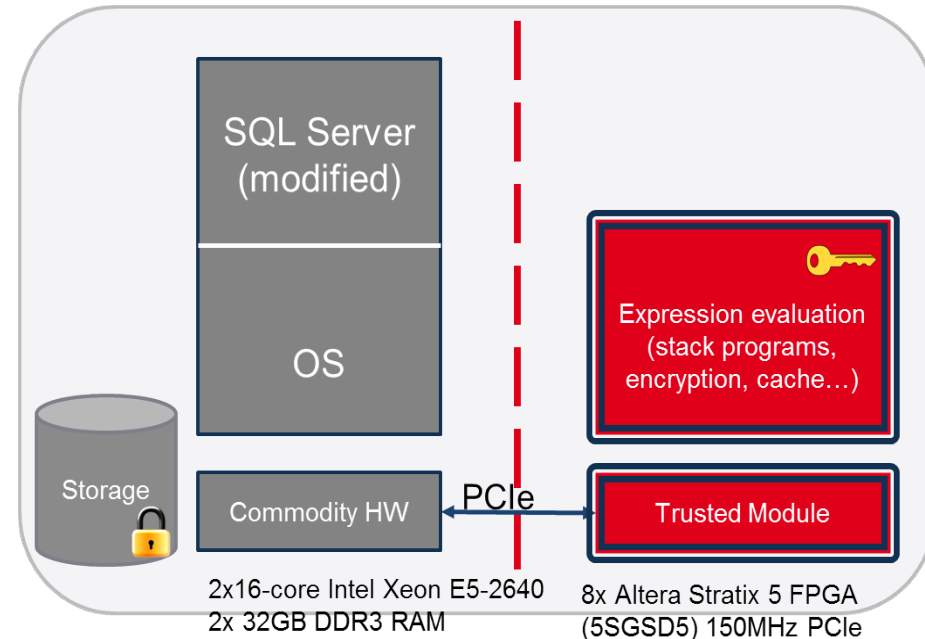 SQL Server
(modified)
OS
Storage
Commodity HW
PCIe
Expression evaluation
(stack programs,
encryption, cache…)
Trusted Module
2x16-core Intel Xeon E5-2640
2x 32GB DDR3 RAM
8x Altera Stratix 5 FPGA
(5SGSD5) 150MHz PCIe